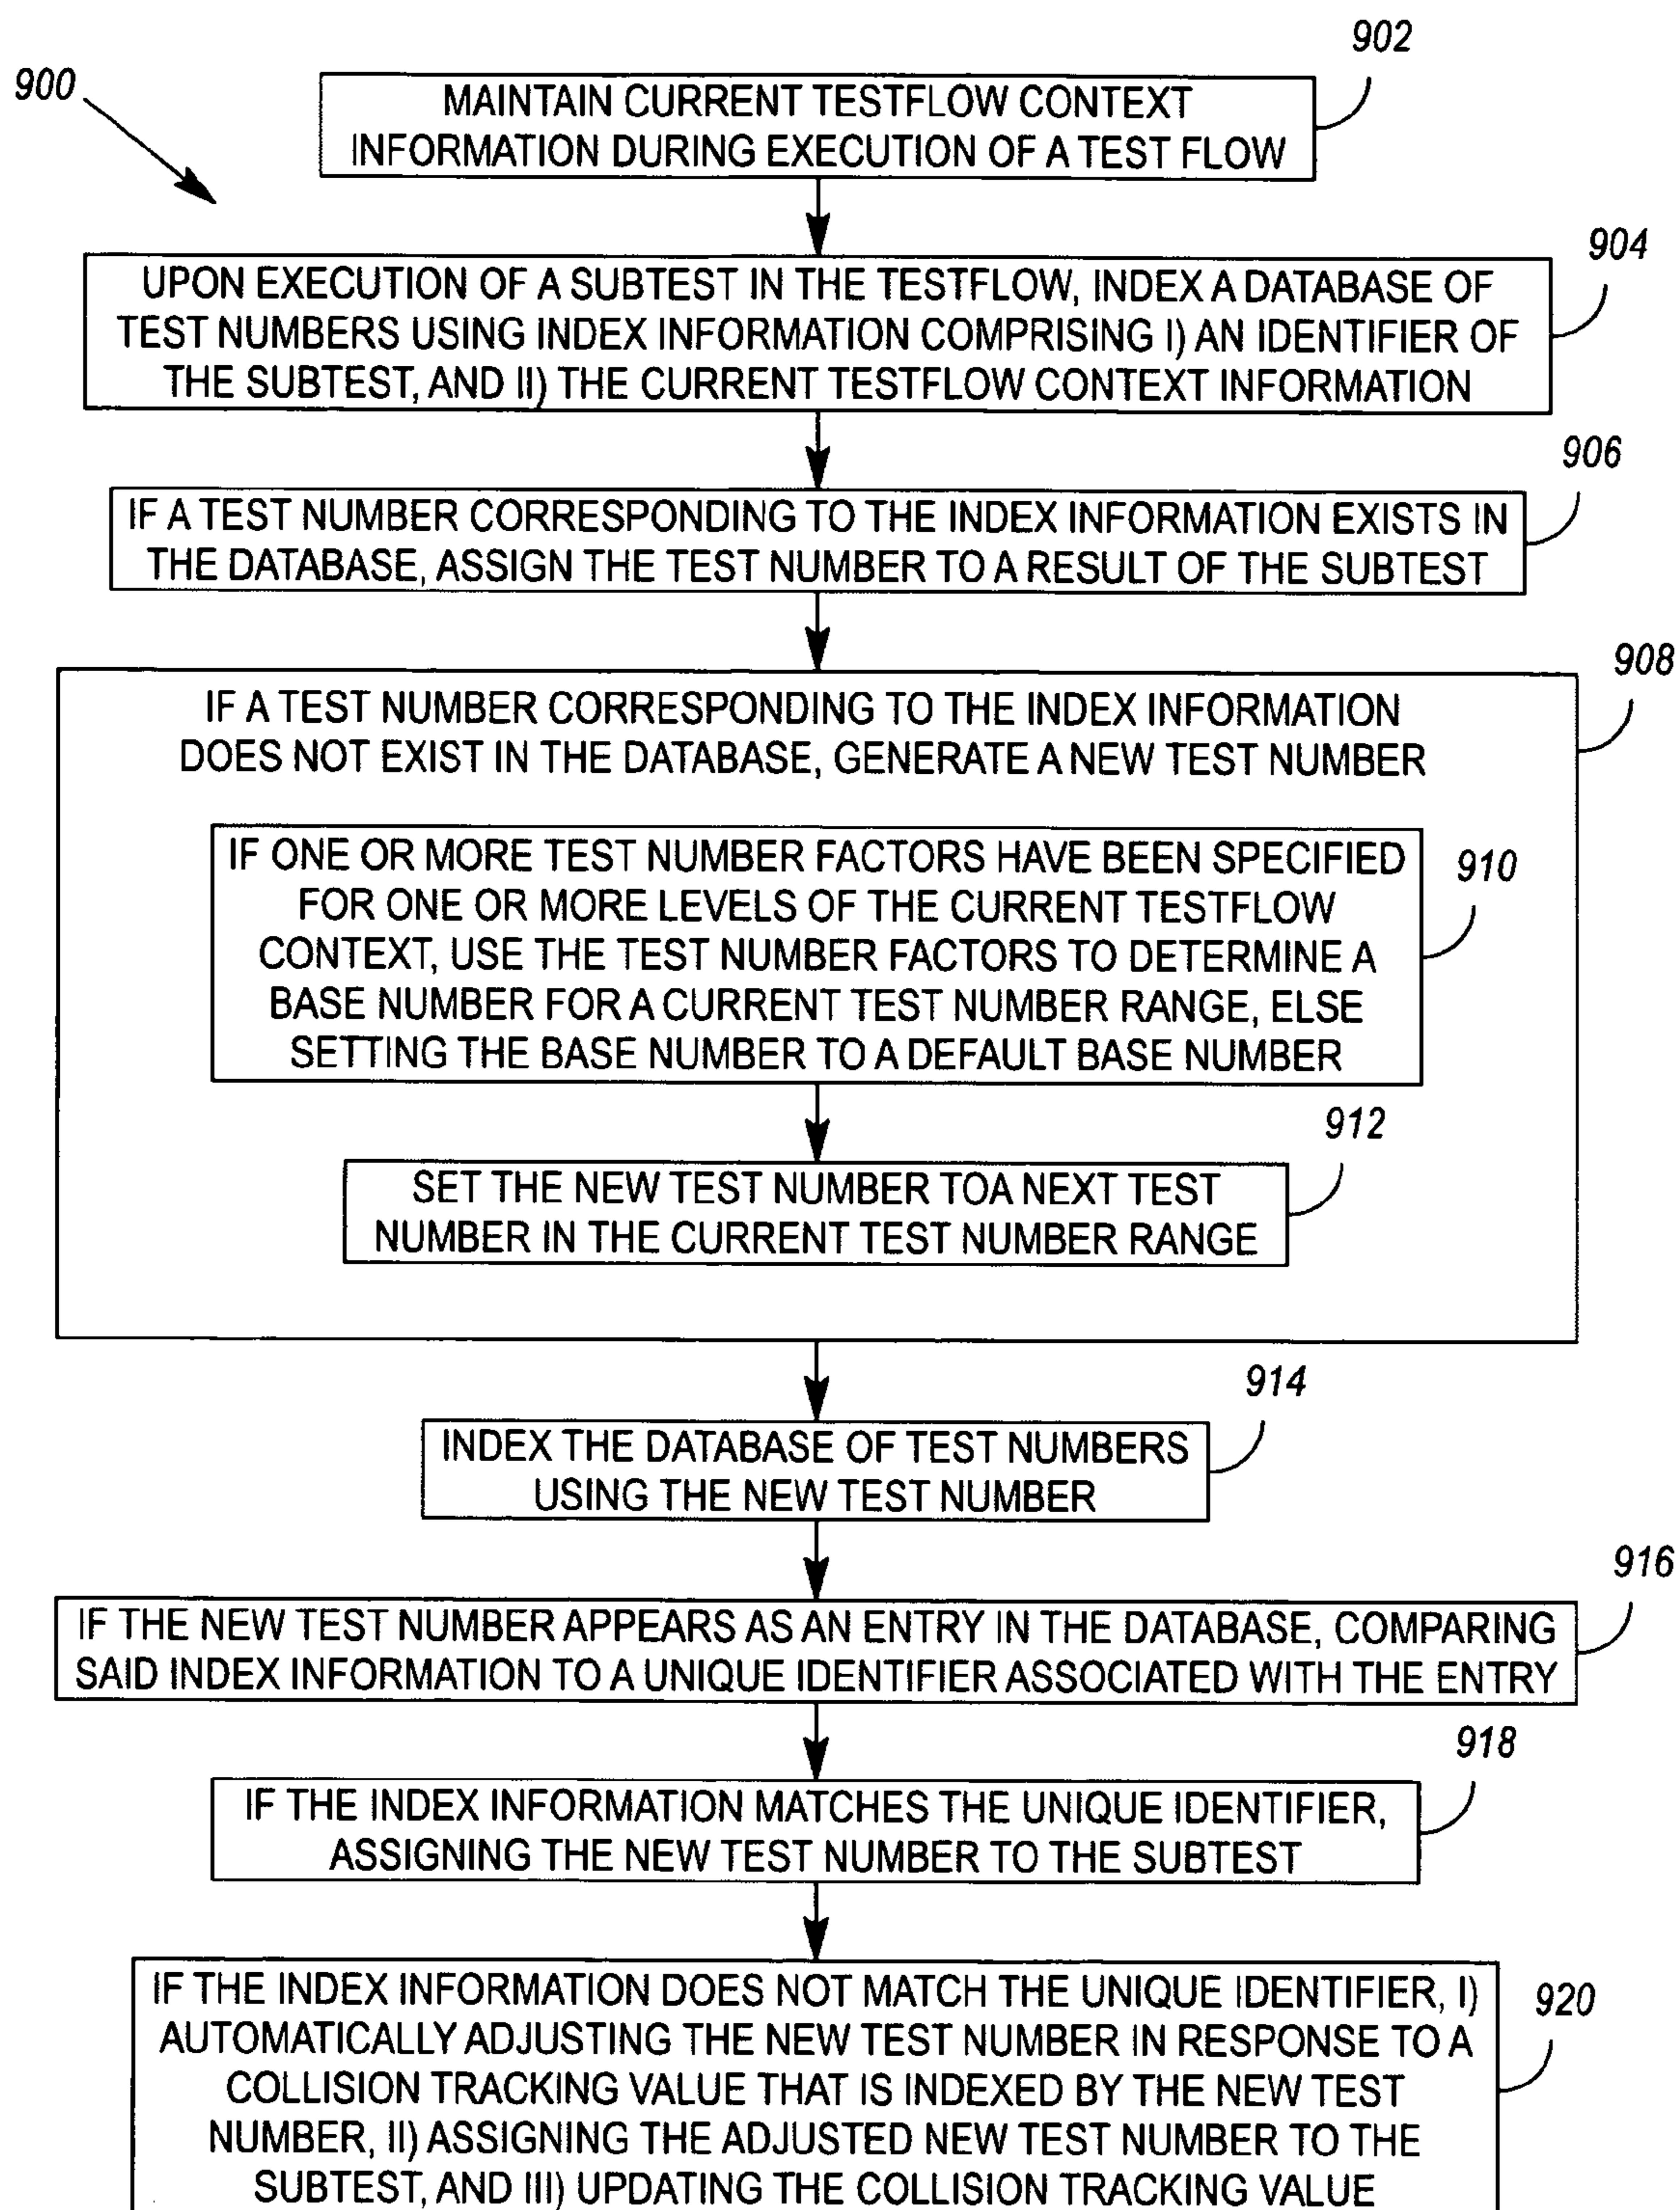 902
900
MAINTAIN CURRENT TESTFLOW CONTEXT
INFORMATION DURING EXECUTION OF A TEST FLOW
904
UPON EXECUTION OF A SUBTEST IN THE TESTFLOW, INDEX A DATABASE OF
TEST NUMBERS USING INDEX INFORMATION COMPRISING I) AN IDENTIFIER OF
THE SUBTEST, AND II) THE CURRENT TESTFLOW CONTEXT INFORMATION
906
IF A TEST NUMBER CORRESPONDING TO THE INDEX INFORMATION EXISTS IN
THE DATABASE, ASSIGN THE TEST NUMBER TO A RESULT OF THE SUBTEST
908
IF A TEST NUMBER CORRESPONDING TO THE INDEX INFORMATION
DOES NOT EXIST IN THE DATABASE, GENERATE A NEW TEST NUMBER
910
IF ONE OR MORE TEST NUMBER FACTORS HAVE BEEN SPECIFIED
FOR ONE OR MORE LEVELS OF THE CURRENT TESTFLOW
CONTEXT, USE THE TEST NUMBER FACTORS TO DETERMINE A
BASE NUMBER FOR A CURRENT TEST NUMBER RANGE, ELSE
SETTING THE BASE NUMBER TO A DEFAULT BASE NUMBER
912
SET THE NEW TEST NUMBER TOA NEXT TEST
NUMBER IN THE CURRENT TEST NUMBER RANGE
914
INDEX THE DATABASE OF TEST NUMBERS
USING THE NEW TEST NUMBER
916
IF THE NEW TEST NUMBER APPEARS AS AN ENTRY IN THE DATABASE, COMPARING
SAID INDEX INFORMATION TO A UNIQUE IDENTIFIER ASSOCIATED WITH THE ENTRY
918
IF THE INDEX INFORMATION MATCHES THE UNIQUE IDENTIFIER,
ASSIGNING THE NEW TEST NUMBER TO THE SUBTEST
920
IF THE INDEX INFORMATION DOES NOT MATCH THE UNIQUE IDENTIFIER, I)
AUTOMATICALLY ADJUSTING THE NEW TEST NUMBER IN RESPONSE TO A
COLLISION TRACKING VALUE THAT IS INDEXED BY THE NEW TEST
NUMBER, II) ASSIGNING THE ADJUSTED NEW TEST NUMBER TO THE
SUBTEST, AND III) UPDATING THE COLLISION TRACKING VALUE